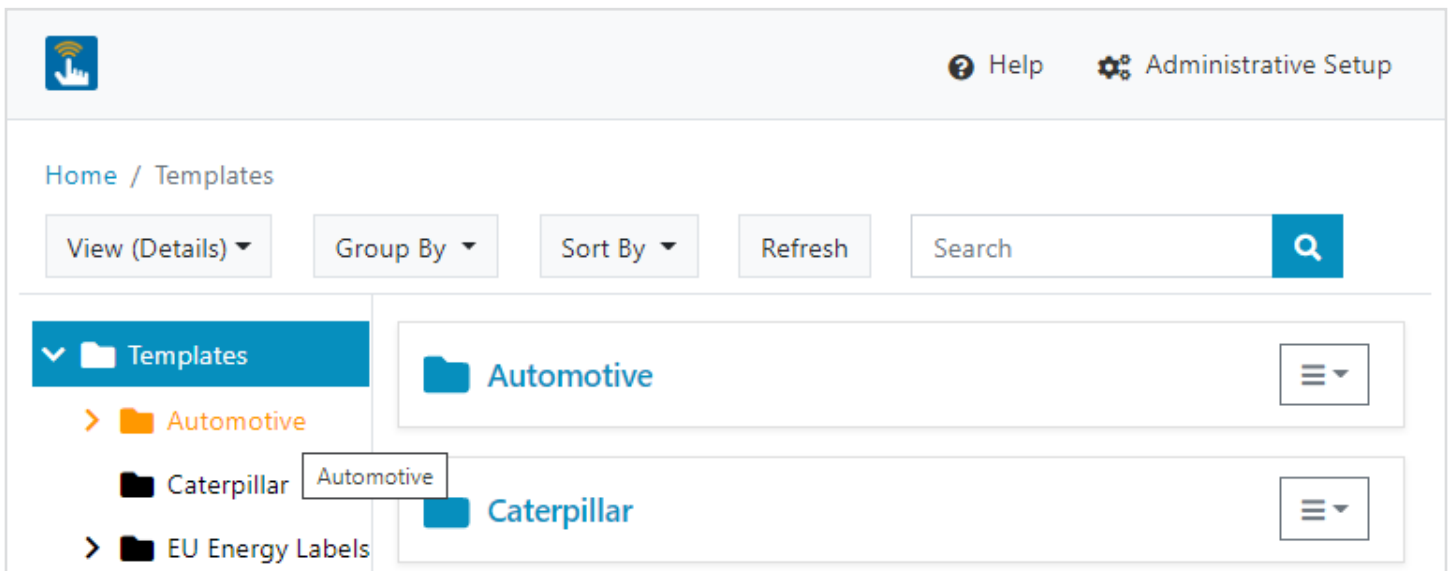 Help Administrative Setup
Home / Templates
View (Details) Group By Sort By Refresh Search
Templates
Automotive
Caterpillar
EU Energy Labels
Automotive
Automotive
Caterpillar